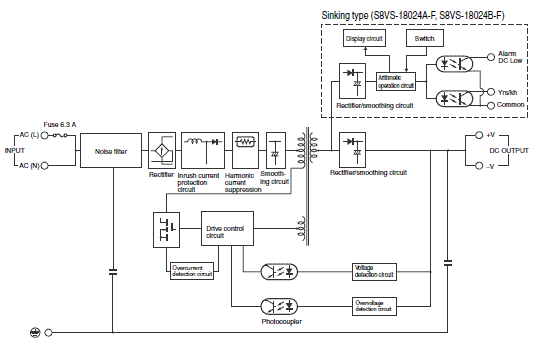 Sinking type (S8VS-18024A-F, S8VS-18024B-F)
Display circuit
Switch
Alarm
DC Low
Arithmetic
operation circuit
Yrs/kh
Common
Rectifier/smoothing circuit
Fuse 6.3 A
AC (L)
INPUT
AC (N)
Noise filter
Rectifier
Inrush current
protection
circuit
Harmonic
current
suppression
Smooth-
ing circuit
Rectifier/smoothing circuit
+V
DC OUTPUT
–V
Drive control
circuit
Overcurrent
detection circuit
Voltage
detection circuit
Overvoltage
detection circuit
Photocoupler